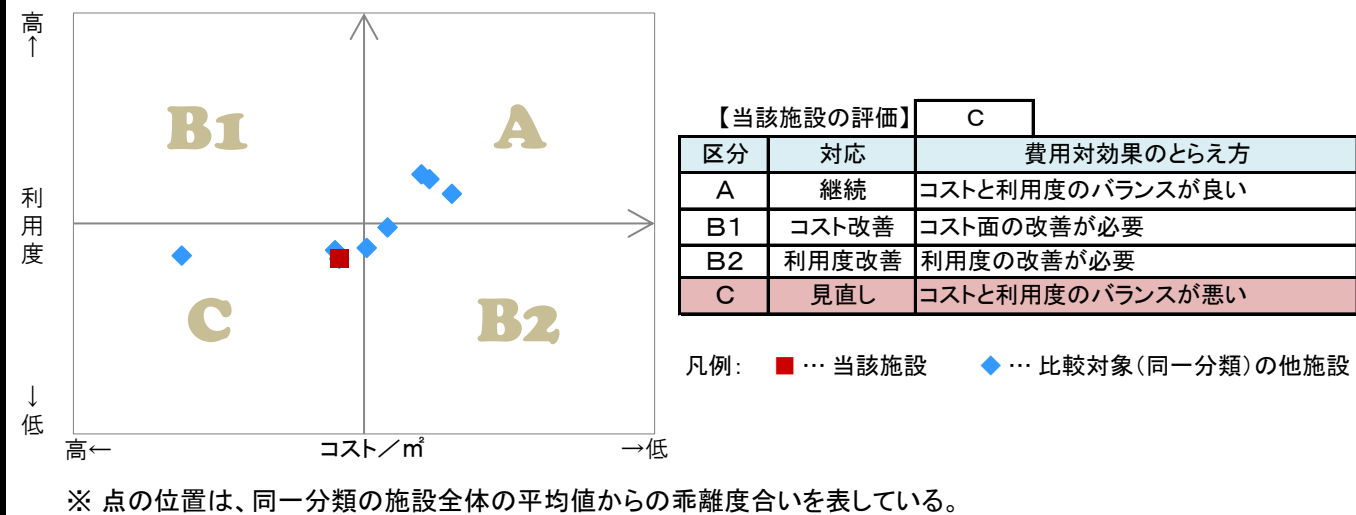 高
↑
B1
A
利
用
度
C
B2
↓
低
高←
コスト／㎡
→低
【当該施設の評価】 C
区分 対応 費用対効果のとらえ方
A 継続 コストと利用度のバランスが良い
B1 コスト改善 コスト面の改善が必要
B2 利用度改善 利用度の改善が必要
C 見直し コストと利用度のバランスが悪い
凡例： ■ … 当該施設 ◆ … 比較対象（同一分類）の他施設
※ 点の位置は、同一分類の施設全体の平均値からの乖離度合いを表している。